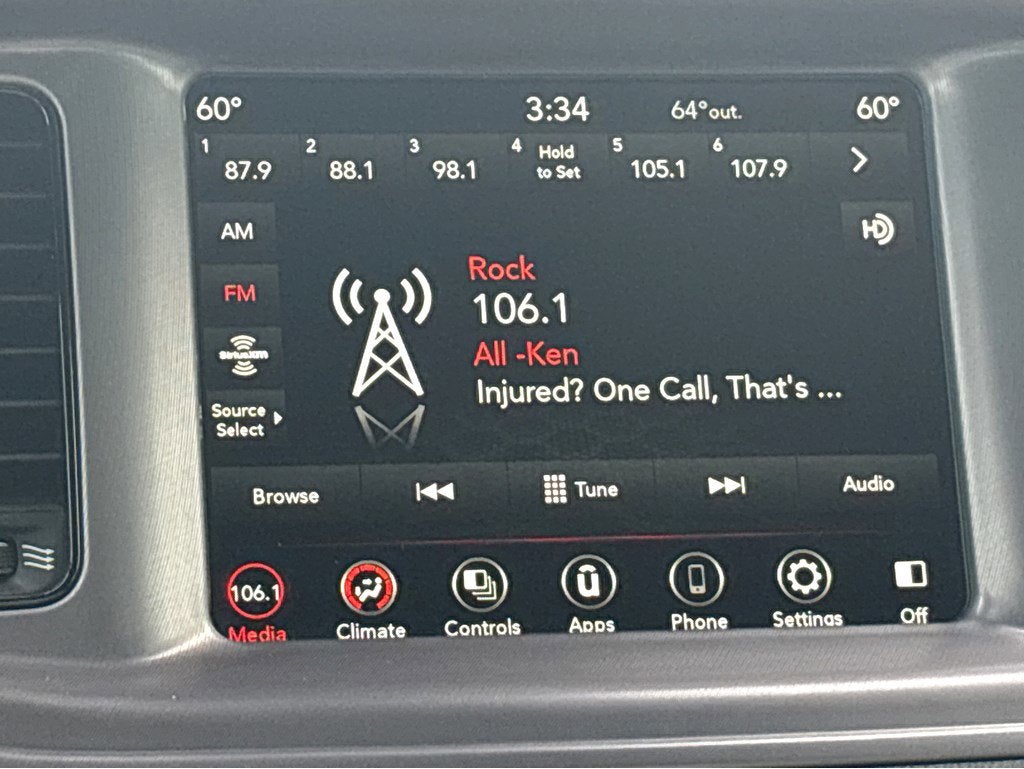 60° 3:34 64°out. 60°
1 87.9 2 88.1 3 98.1 4 Hold to Set 5 105.1 6 107.9
AM
HD
Rock
FM
106.1
SiriusXM
All -Ken
Injured? One Call, That's ...
Source
Select
Browse Tune Audio
106.1
Media Climate Controls Apps Phone Settings Off